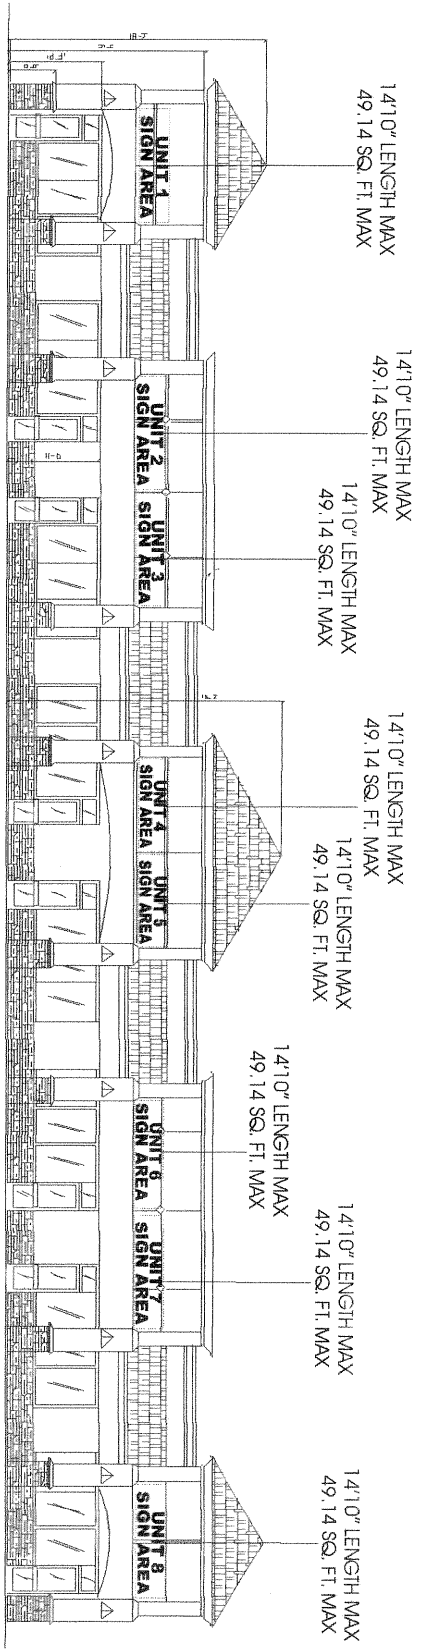 14'10" LENGTH MAX
49.14 SQ. FT. MAX
UNIT 1
SIGN AREA
14'10" LENGTH MAX
49.14 SQ. FT. MAX
UNIT 2
SIGN AREA
14'10" LENGTH MAX
49.14 SQ. FT. MAX
UNIT 3
SIGN AREA
14'10" LENGTH MAX
49.14 SQ. FT. MAX
UNIT 4
SIGN AREA
14'10" LENGTH MAX
49.14 SQ. FT. MAX
UNIT 5
SIGN AREA
14'10" LENGTH MAX
49.14 SQ. FT. MAX
UNIT 6
SIGN AREA
14'10" LENGTH MAX
49.14 SQ. FT. MAX
UNIT 7
SIGN AREA
14'10" LENGTH MAX
49.14 SQ. FT. MAX
UNIT 8
SIGN AREA